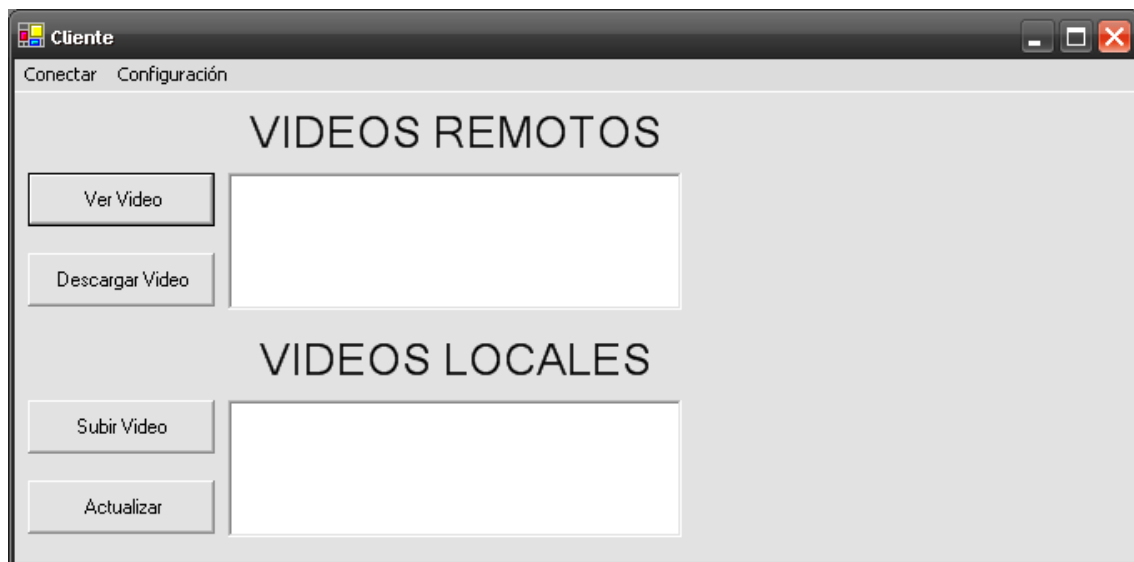 Cliente
Conectar Configuración
VIDEOS REMOTOS
Ver Video
Descargar Video
VIDEOS LOCALES
Subir Video
Actualizar